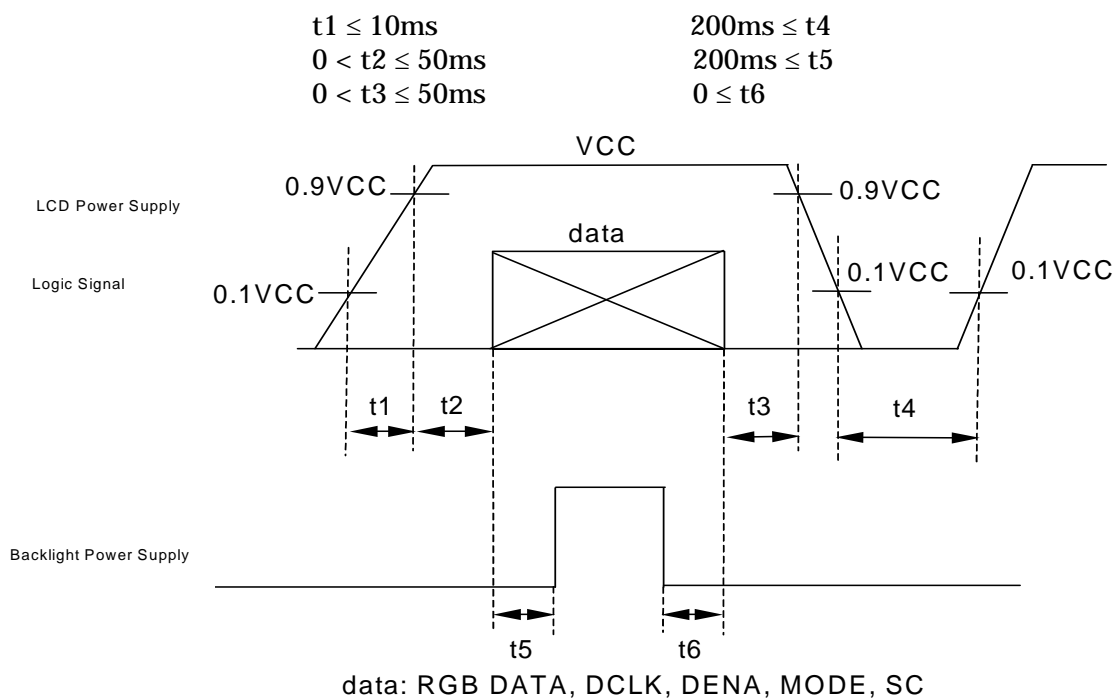 t1 ≤ 10ms 200ms ≤ t4
0 < t2 ≤ 50ms 200ms ≤ t5
0 < t3 ≤ 50ms 0 ≤ t6
VCC
0.9VCC 0.9VCC
LCD Power Supply
data
Logic Signal
0.1VCC 0.1VCC 0.1VCC
t1 t2 t3 t4
Backlight Power Supply
t5 t6
data: RGB DATA, DCLK, DENA, MODE, SC